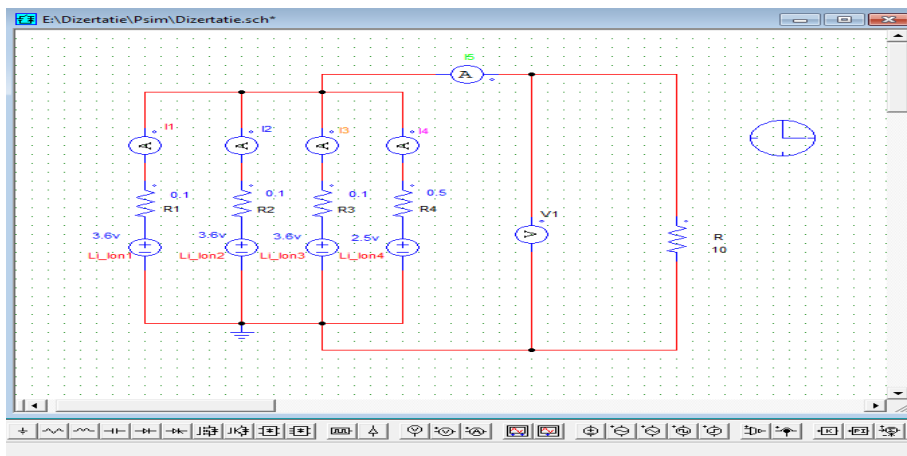 E:\Dizertatie\Psim\Dizertatie.sch*
I5
A
I1 I2 I3 I4
A A A A
0.1 0.1 0.1 0.5
R1 R2 R3 R4
V1
V
R
10
3.6v 3.6v 3.6v 2.5v
Li_Ion1 Li_Ion2 Li_Ion3 Li_Ion4
K PI